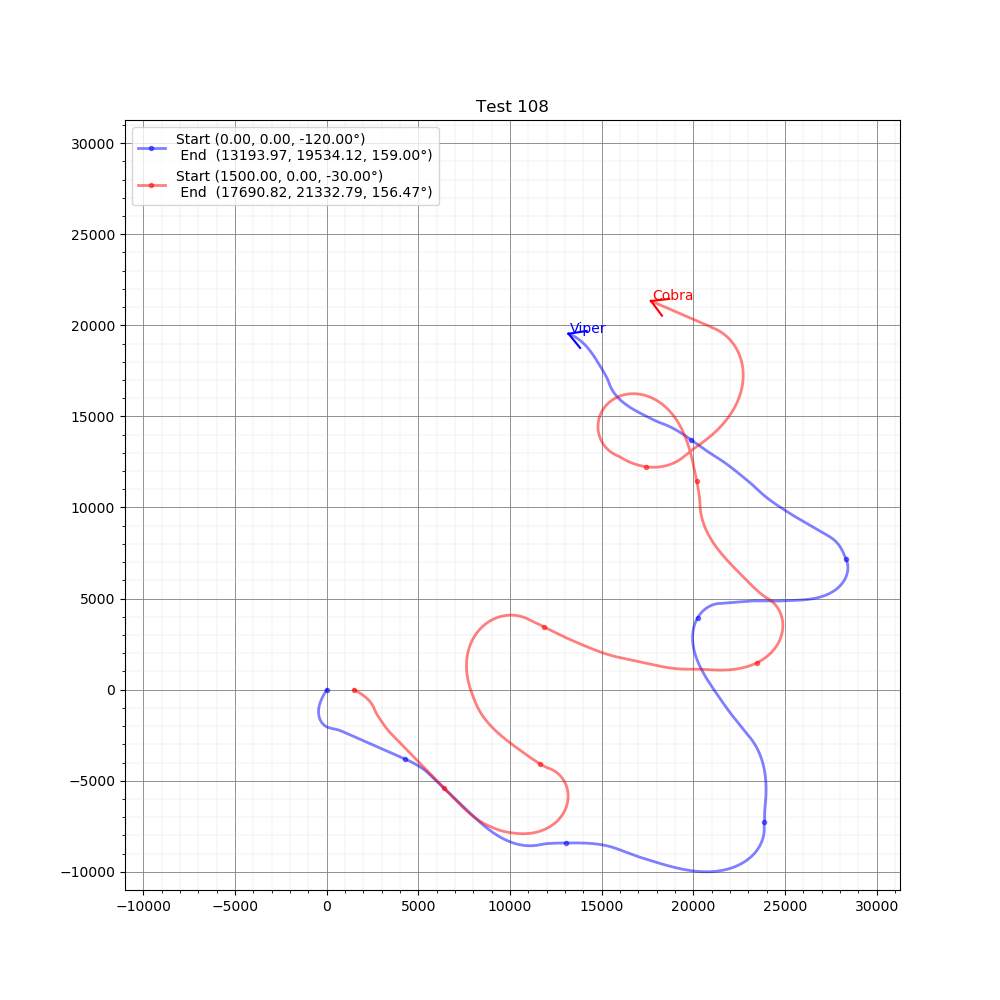 Test 108
Start (0.00, 0.00, -120.00°)
End (13193.97, 19534.12, 159.00°)
Start (1500.00, 0.00, -30.00°)
End (17690.82, 21332.79, 156.47°)
30000
25000
20000
15000
10000
5000
0
−5000
−10000
Cobra
Viper
−10000 −5000 0 5000 10000 15000 20000 25000 30000